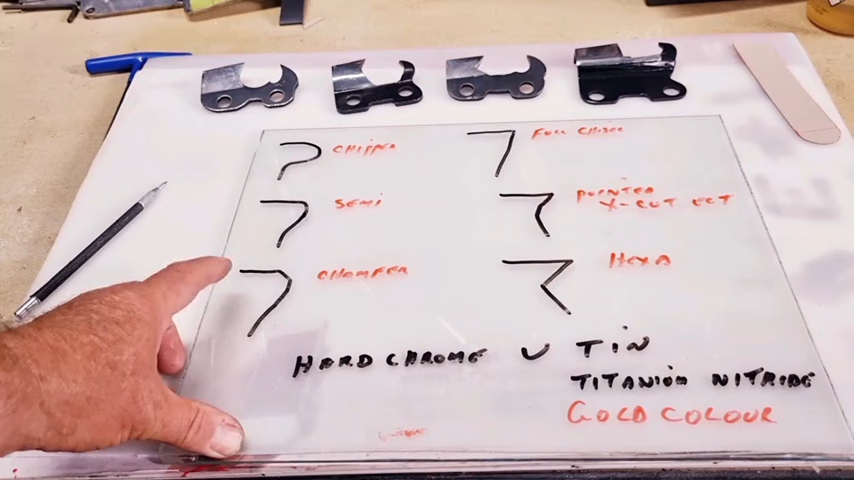 CHIPPER
SEMI
CHAMFER
FULL CHISEL
POINTED
X-CUT ECT
HEXA
HARD CHROME V TIN
TITANIUM NITRIDE
GOLD COLOUR